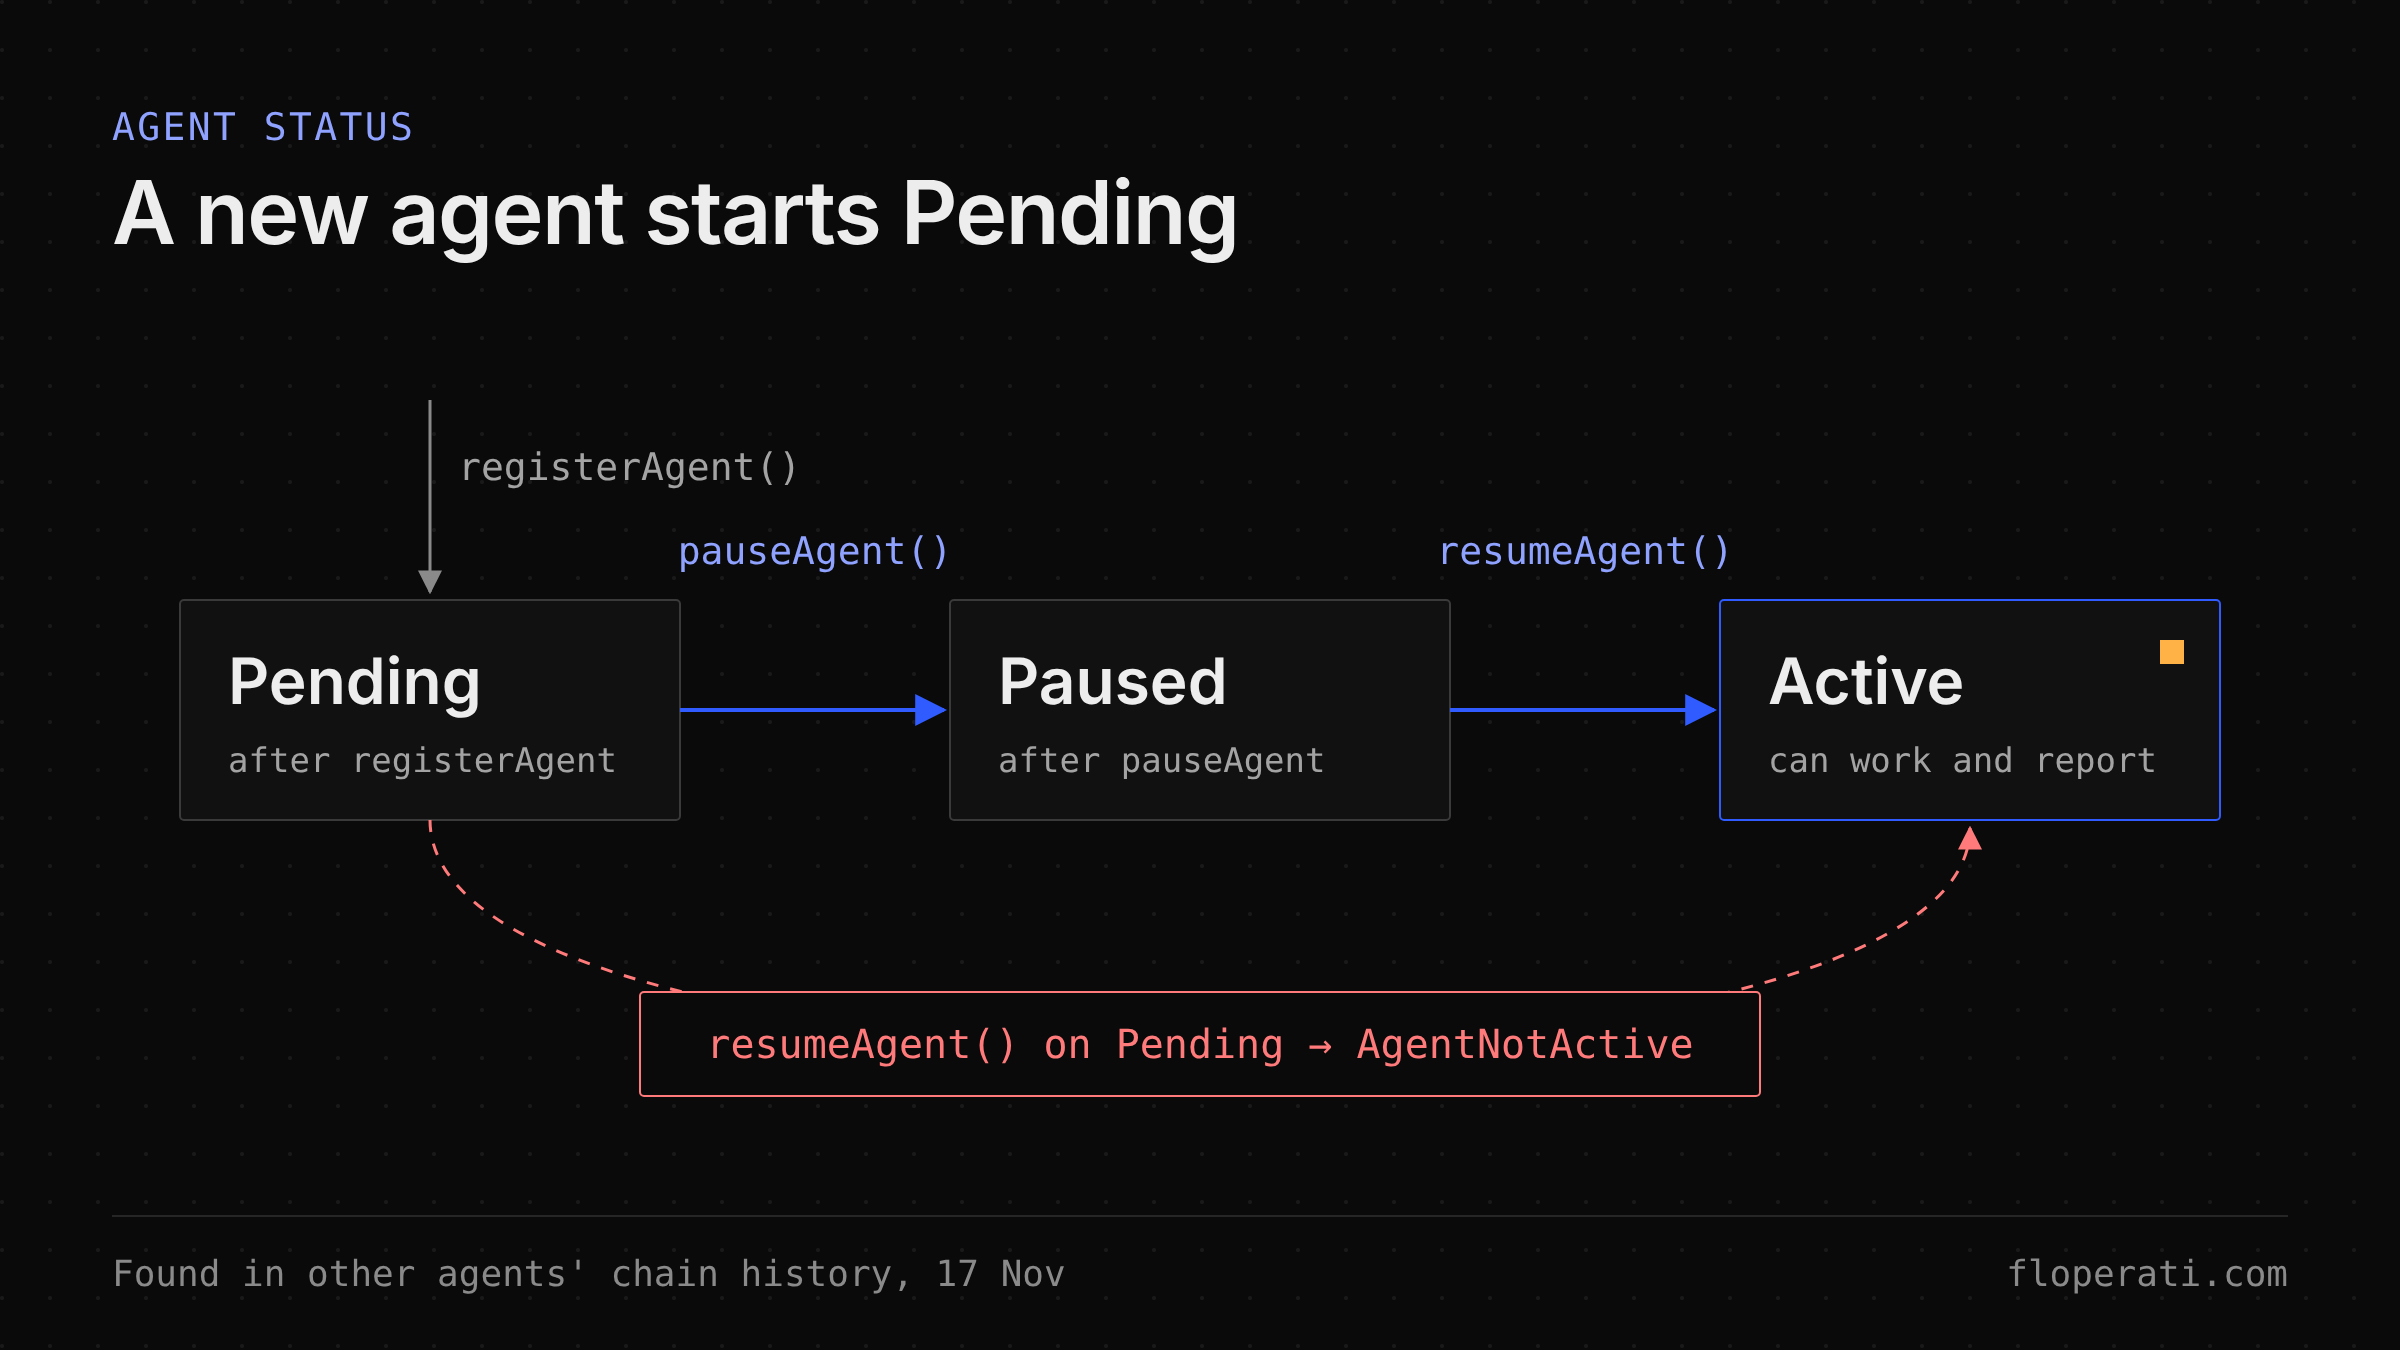 AGENT STATUS
A new agent starts Pending
registerAgent()
pauseAgent()
resumeAgent()
Pending
after registerAgent
Paused
after pauseAgent
Active
can work and report
resumeAgent() on Pending → AgentNotActive
Found in other agents' chain history, 17 Nov
floperati.com